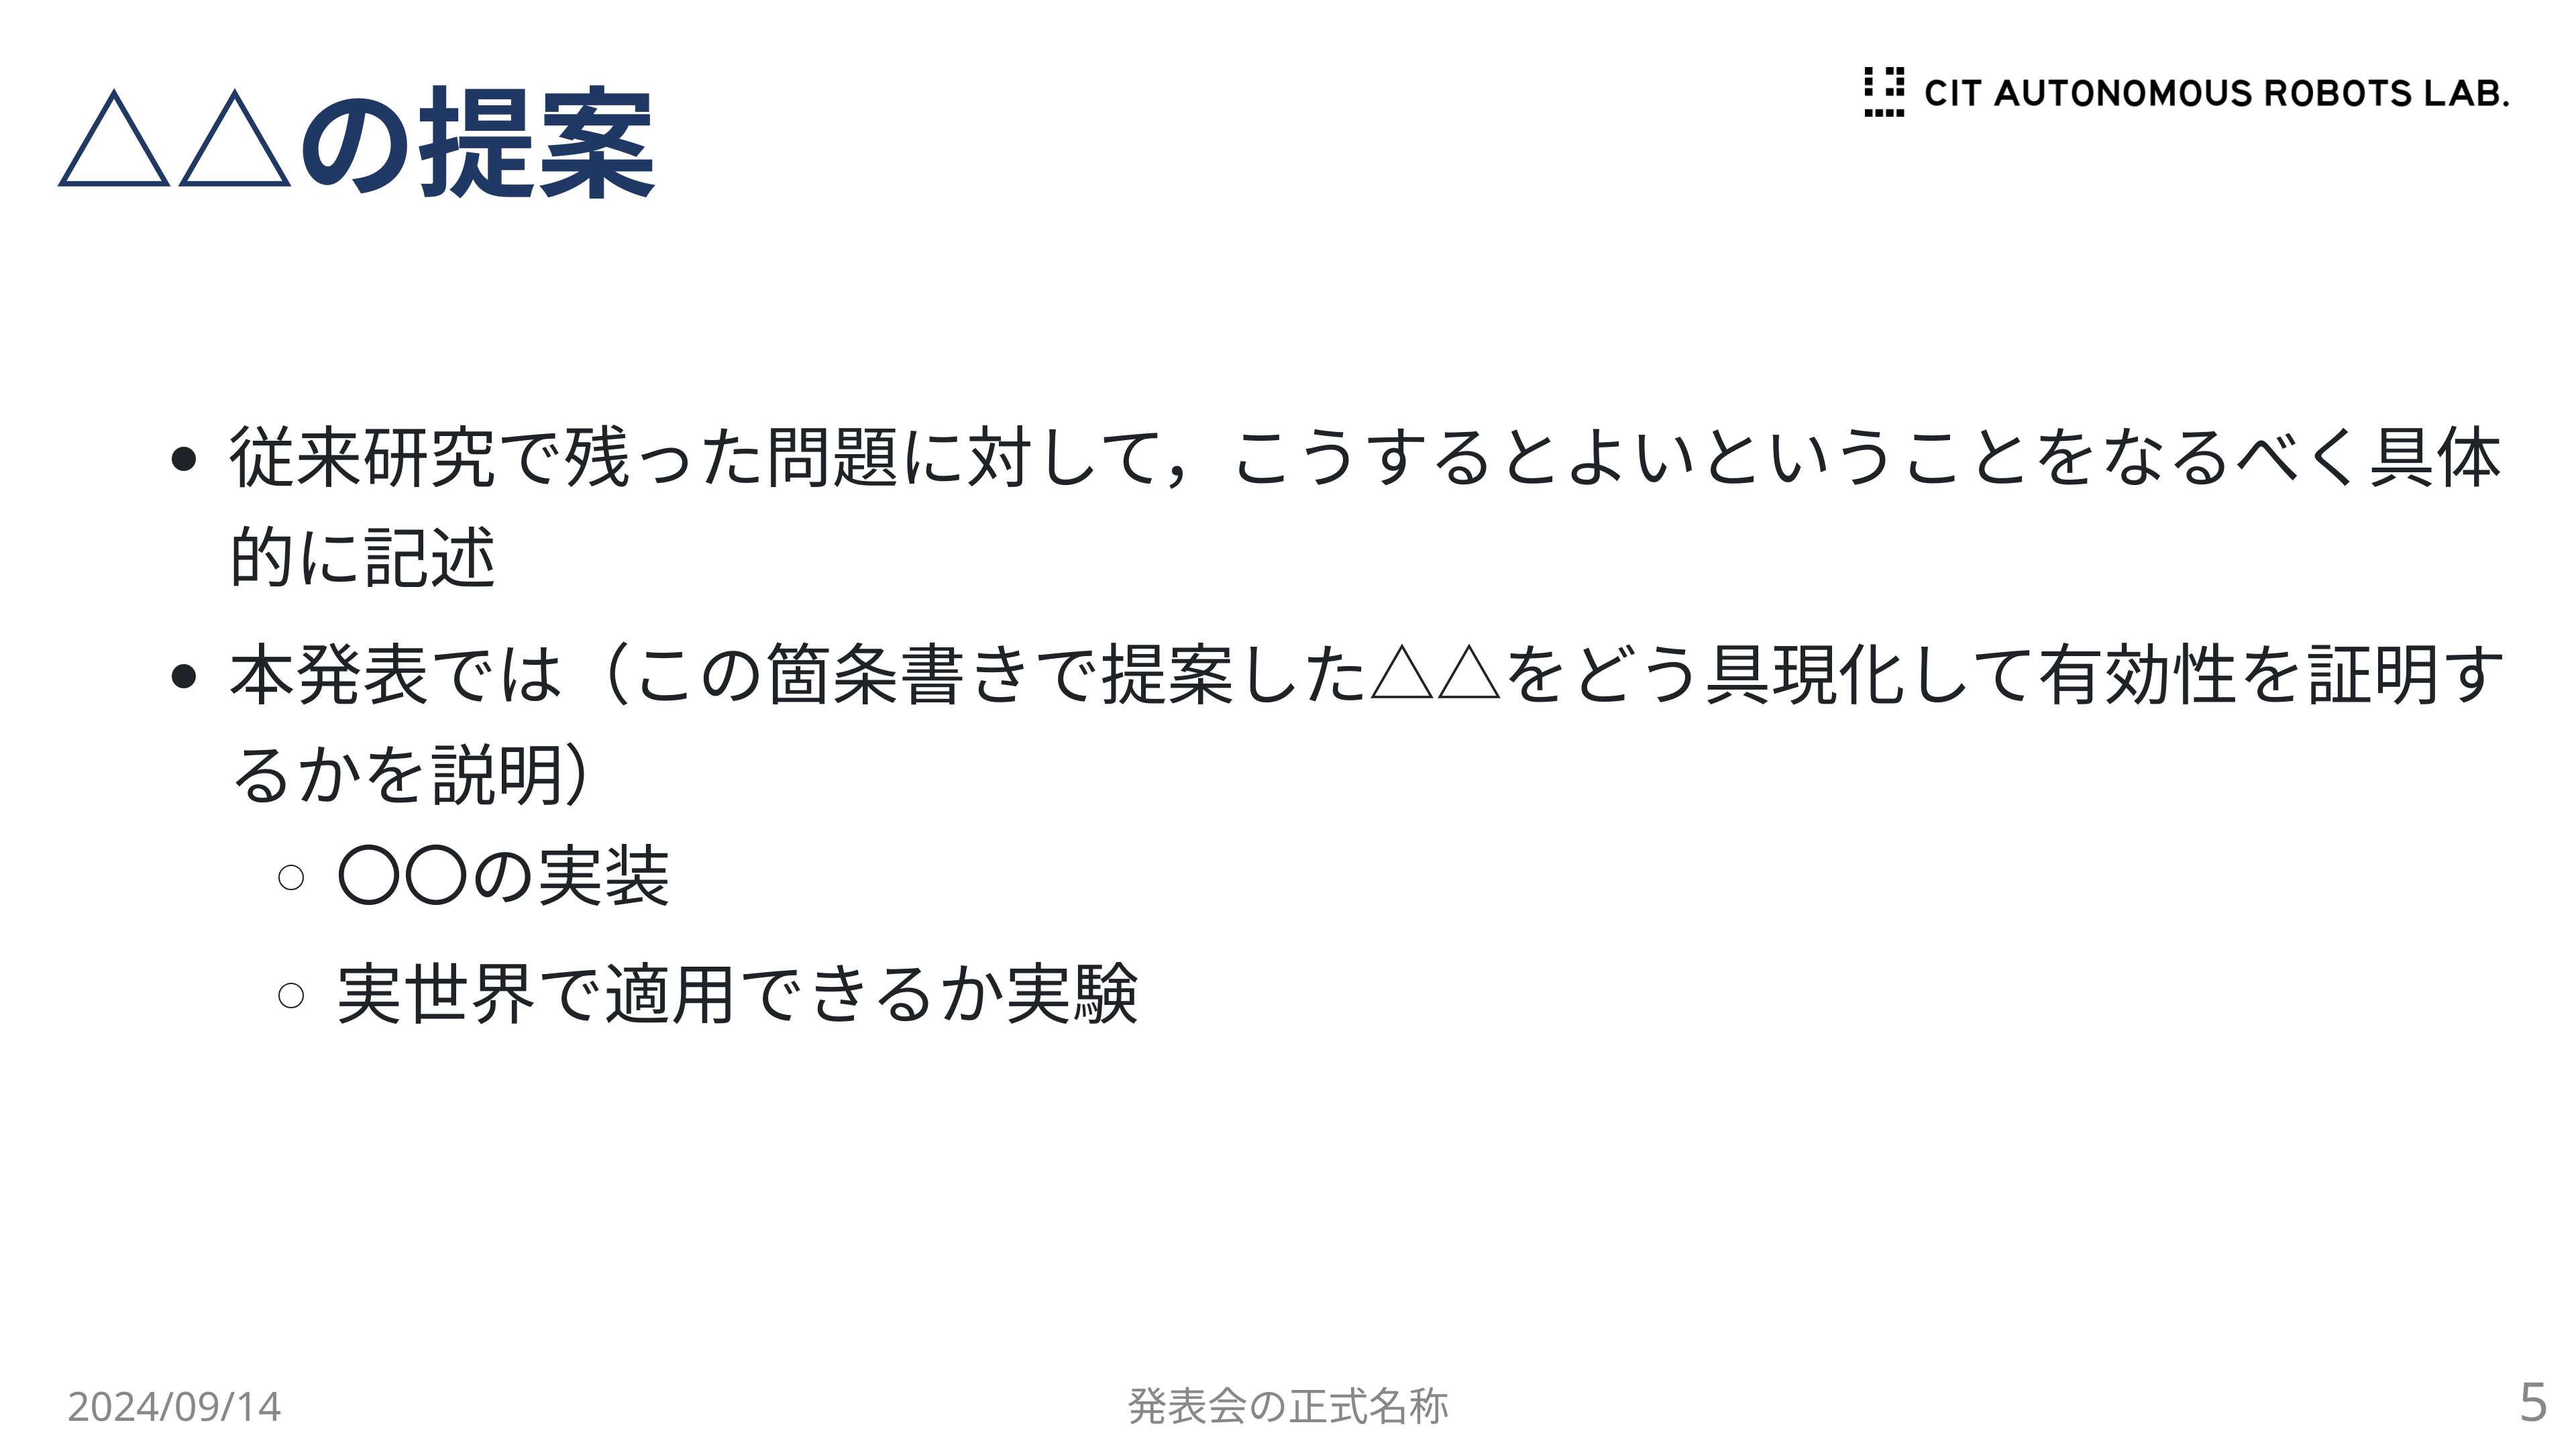 △△の提案
CIT AUTONOMOUS ROBOTS LAB.
• 従来研究で残った問題に対して，こうするとよいということをなるべく具体
的に記述
• 本発表では（この箇条書きで提案した△△をどう具現化して有効性を証明す
るかを説明）
○ 〇〇の実装
○ 実世界で適用できるか実験
2024/09/14
発表会の正式名称
5